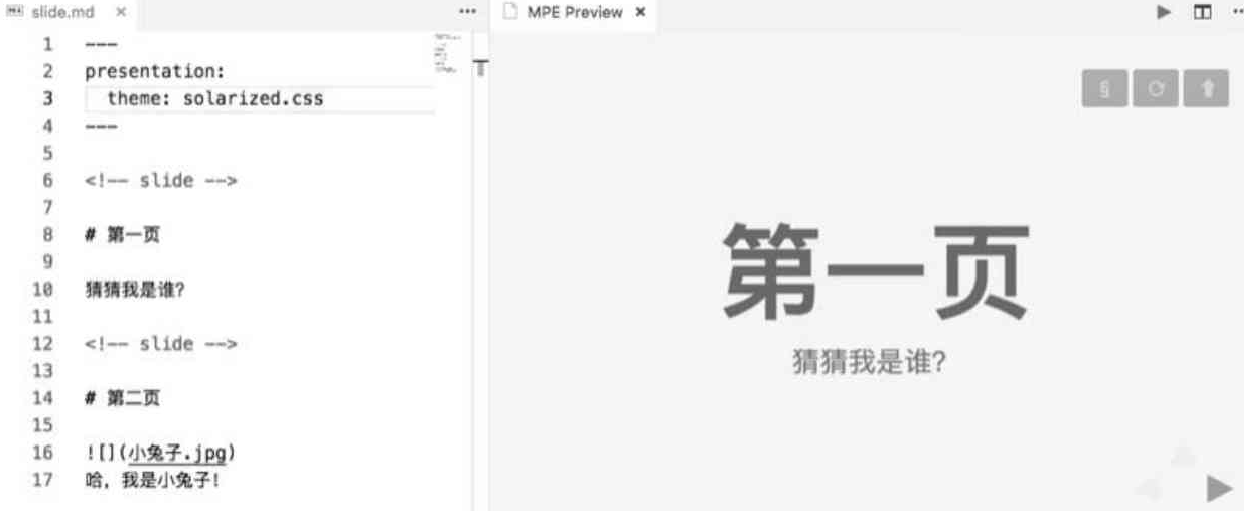 slide.md
MPE Preview
1 ---
2 presentation:
3   theme: solarized.css
4 ---
5
6 <!-- slide -->
7
8 # 第一页
9
10 猜猜我是谁?
11
12 <!-- slide -->
13
14 # 第二页
15
16 ![](小兔子.jpg)
17 哈，我是小兔子!
§
第一页
猜猜我是谁?